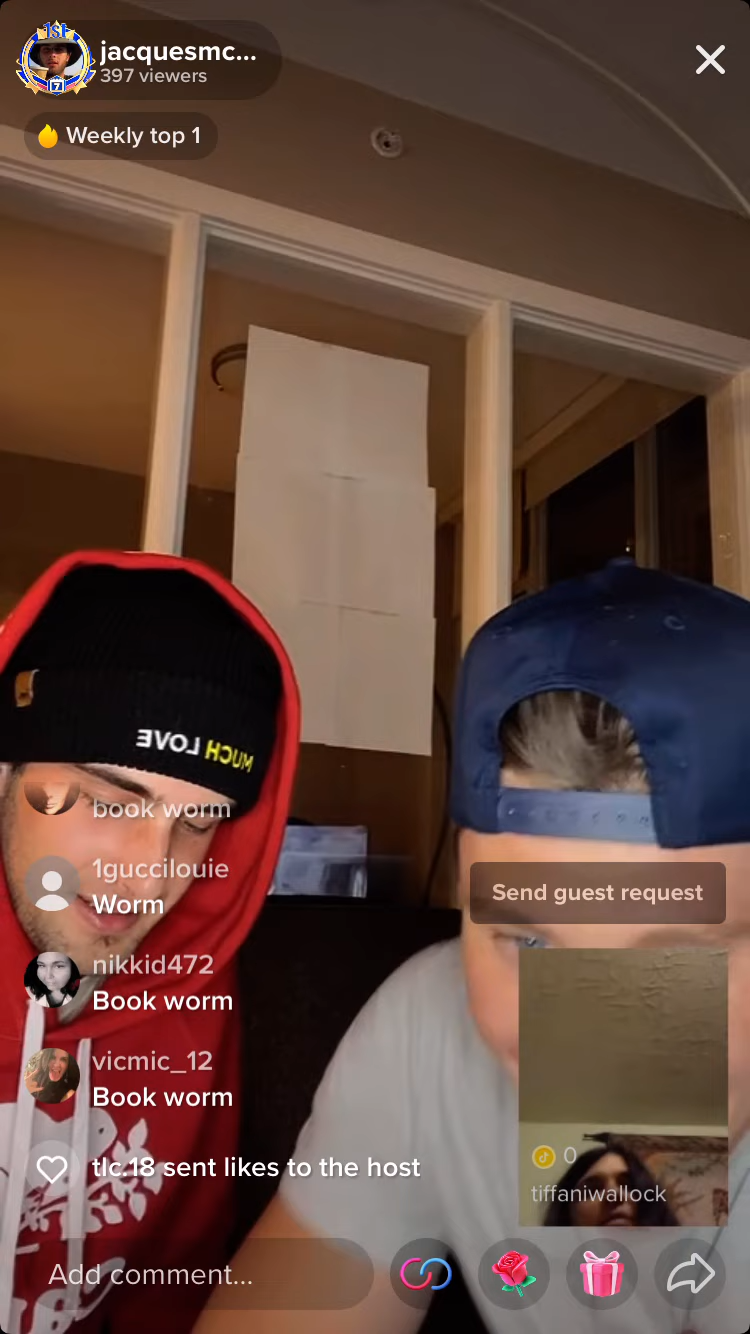 1st
jacquesmc...
397 viewers
7
Weekly top 1
MUCH LOVE
book worm
1guccilouie
Worm
nikkid472
Book worm
Send guest request
vicmic_12
Book worm
0
tlc.18 sent likes to the host
tiffaniwallock
Add comment...